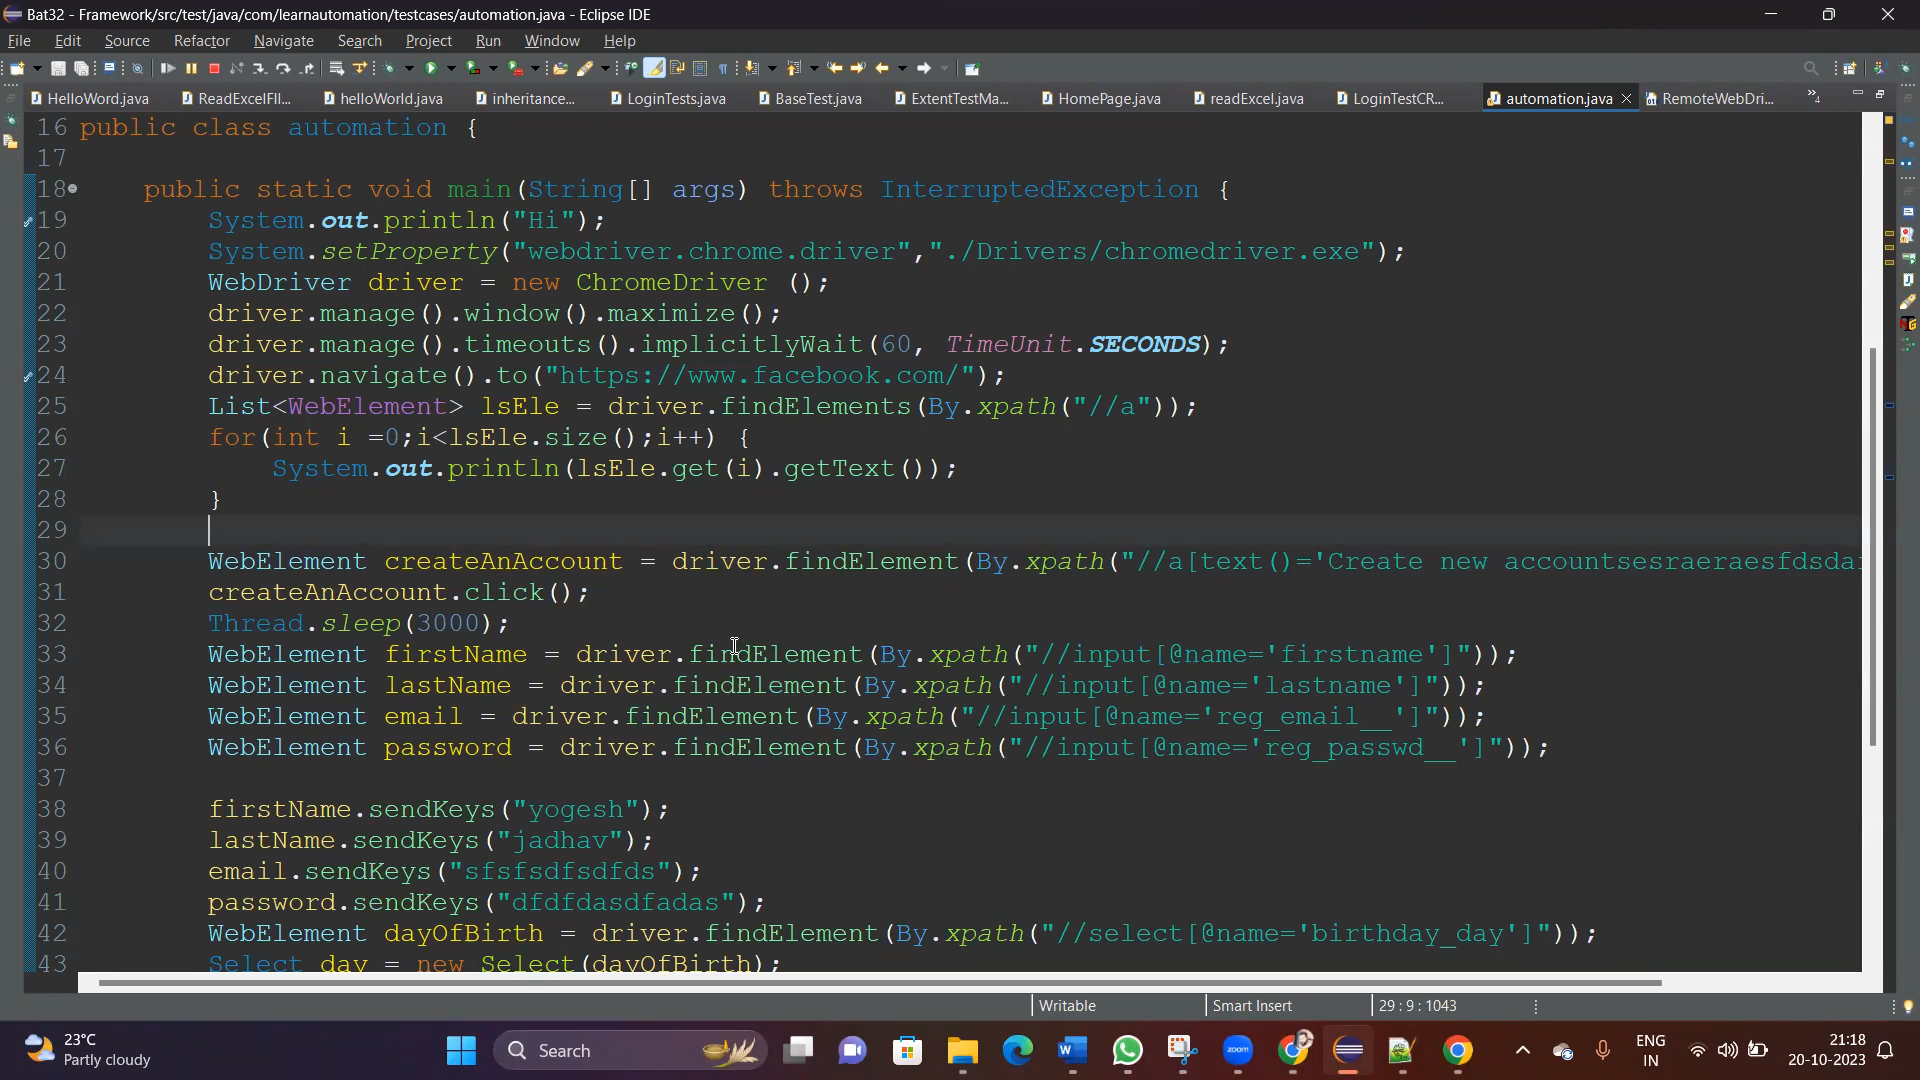 Bat32 - Framework/src/test/java/com/learnautomation/testcases/automation.java - Eclipse IDE
File Edit Source Refactor Navigate Search Project Run Window Help
HelloWord.java ReadExcelFIl... helloWorld.java inheritance... LoginTests.java BaseTest.java ExtentTestMa... HomePage.java readExcel.java LoginTestCR... automation.java RemoteWebDri... 4
16 public class automation {
17
18 public static void main(String[] args) throws InterruptedException {
19 System.out.println("Hi");
20 System.setProperty("webdriver.chrome.driver","./Drivers/chromedriver.exe");
21 WebDriver driver = new ChromeDriver ();
22 driver.manage().window().maximize();
23 driver.manage().timeouts().implicitlyWait(60, TimeUnit.SECONDS);
24 driver.navigate().to("https://www.facebook.com/");
25 List<WebElement> lsEle = driver.findElements(By.xpath("//a"));
26 for(int i =0;i<lsEle.size();i++) {
27 System.out.println(lsEle.get(i).getText());
28 }
29
30 WebElement createAnAccount = driver.findElement(By.xpath("//a[text()='Create new accountsesraeraesfdsda
31 createAnAccount.click();
32 Thread.sleep(3000);
33 WebElement firstName = driver.findElement(By.xpath("//input[@name='firstname']"));
34 WebElement lastName = driver.findElement(By.xpath("//input[@name='lastname']"));
35 WebElement email = driver.findElement(By.xpath("//input[@name='reg_email__']"));
36 WebElement password = driver.findElement(By.xpath("//input[@name='reg_passwd__']"));
37
38 firstName.sendKeys("yogesh");
39 lastName.sendKeys("jadhav");
40 email.sendKeys("sfsfsdfsdfds");
41 password.sendKeys("dfdfdasdfadas");
42 WebElement dayOfBirth = driver.findElement(By.xpath("//select[@name='birthday_day']"));
43 Select day = new Select(dayOfBirth);
Writable Smart Insert 29 : 9 : 1043
23°C
Partly cloudy
Search
zoom
ENG
IN
21:18
20-10-2023